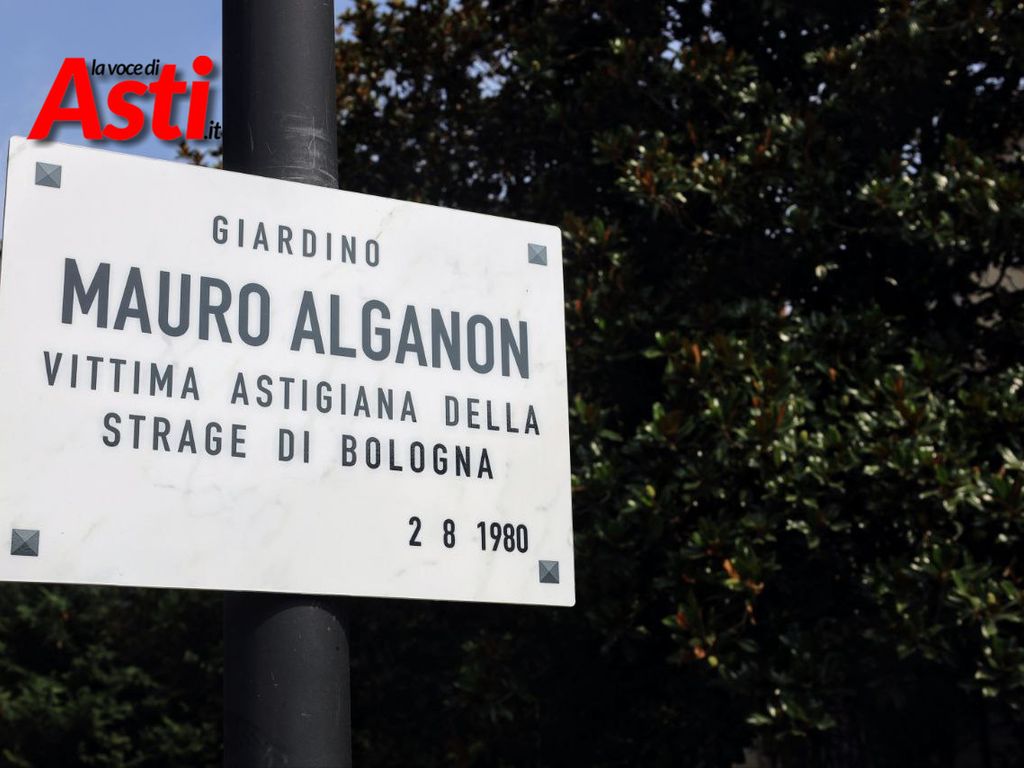 la voce di
Asti.it
GIARDINO
MAURO ALGANON
VITTIMA ASTIGIANA DELLA
STRAGE DI BOLOGNA
2 8 1980